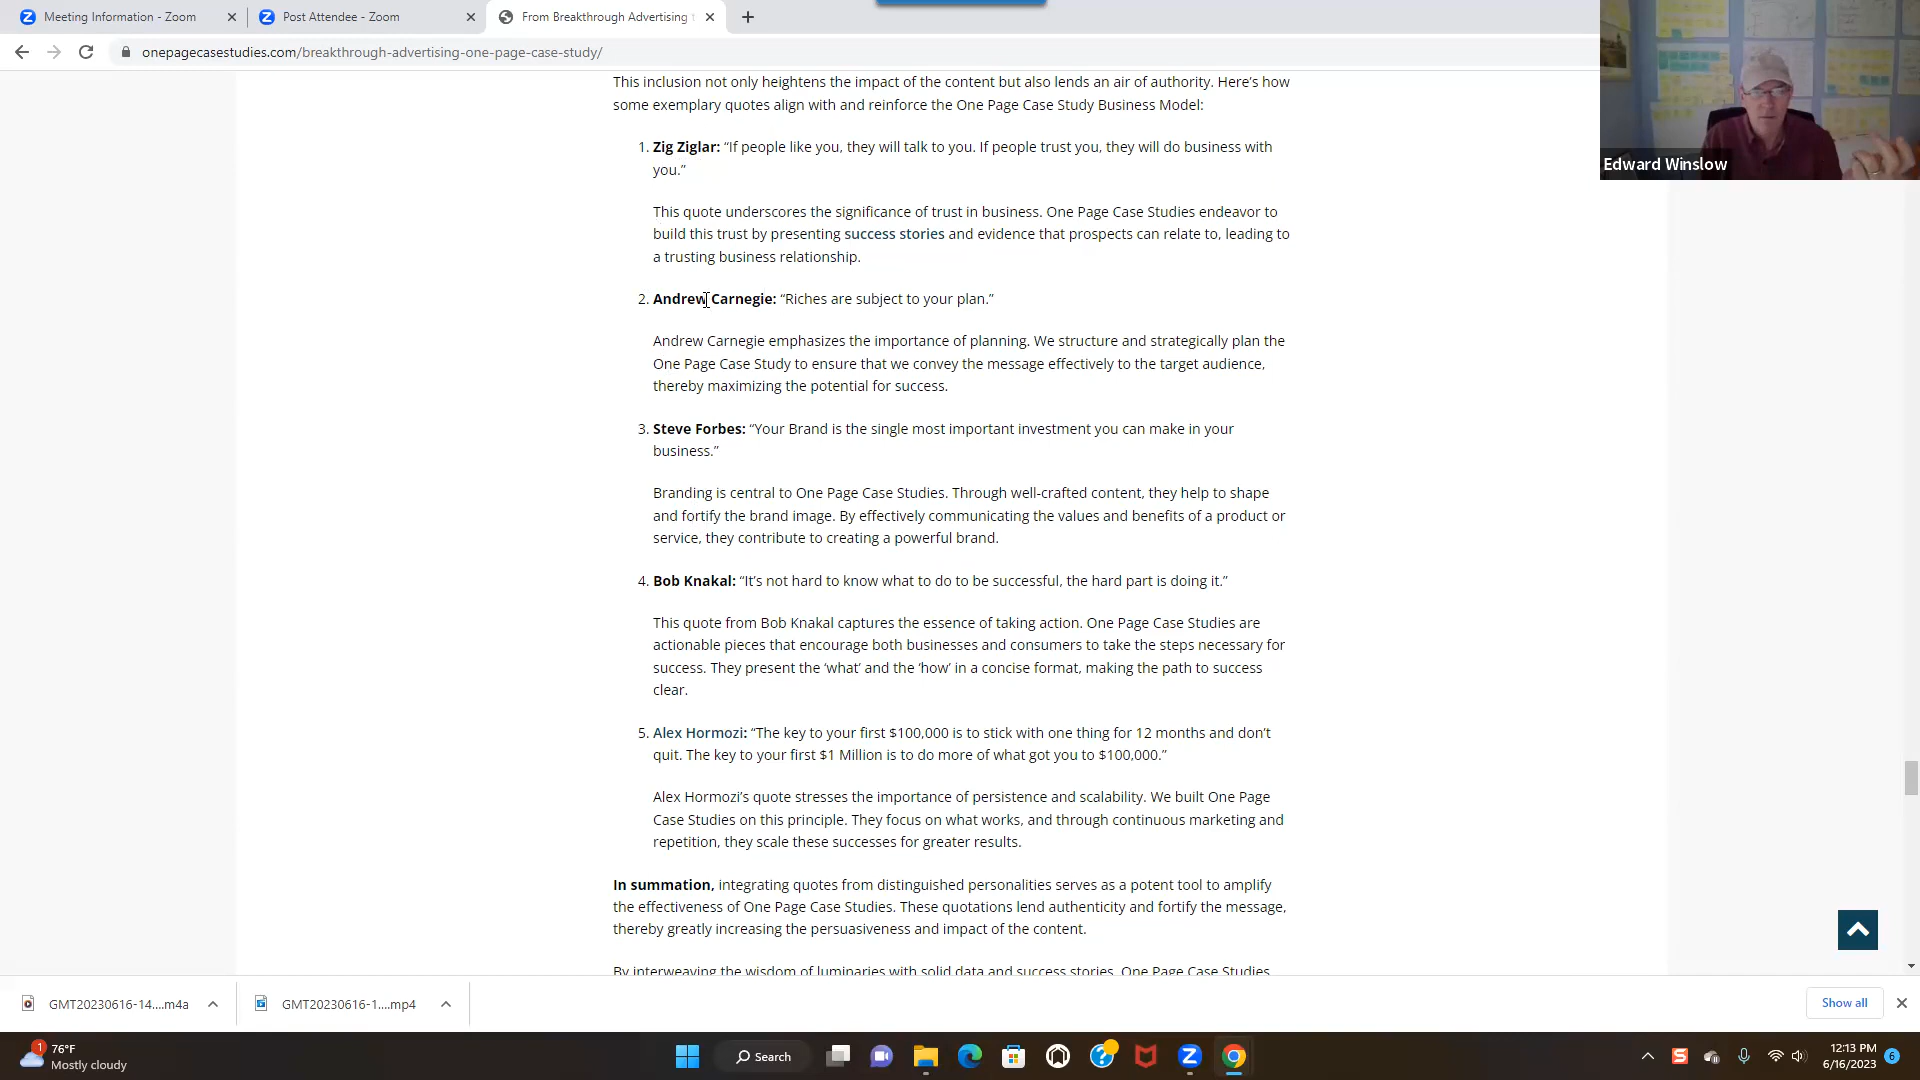 Meeting Information - Zoom
Post Attendee - Zoom
From Breakthrough Advertising
onepagecasestudies.com/breakthrough-advertising-one-page-case-study/
Edward Winslow
This inclusion not only heightens the impact of the content but also lends an air of authority. Here’s how
some exemplary quotes align with and reinforce the One Page Case Study Business Model:
1. Zig Ziglar: “If people like you, they will talk to you. If people trust you, they will do business with
you.”
This quote underscores the significance of trust in business. One Page Case Studies endeavor to
build this trust by presenting success stories and evidence that prospects can relate to, leading to
a trusting business relationship.
2. Andrew Carnegie: “Riches are subject to your plan.”
Andrew Carnegie emphasizes the importance of planning. We structure and strategically plan the
One Page Case Study to ensure that we convey the message effectively to the target audience,
thereby maximizing the potential for success.
3. Steve Forbes: “Your Brand is the single most important investment you can make in your
business.”
Branding is central to One Page Case Studies. Through well-crafted content, they help to shape
and fortify the brand image. By effectively communicating the values and benefits of a product or
service, they contribute to creating a powerful brand.
4. Bob Knakal: “It’s not hard to know what to do to be successful, the hard part is doing it.”
This quote from Bob Knakal captures the essence of taking action. One Page Case Studies are
actionable pieces that encourage both businesses and consumers to take the steps necessary for
success. They present the ‘what’ and the ‘how’ in a concise format, making the path to success
clear.
5. Alex Hormozi: “The key to your first $100,000 is to stick with one thing for 12 months and don’t
quit. The key to your first $1 Million is to do more of what got you to $100,000.”
Alex Hormozi’s quote stresses the importance of persistence and scalability. We built One Page
Case Studies on this principle. They focus on what works, and through continuous marketing and
repetition, they scale these successes for greater results.
In summation, integrating quotes from distinguished personalities serves as a potent tool to amplify
the effectiveness of One Page Case Studies. These quotations lend authenticity and fortify the message,
thereby greatly increasing the persuasiveness and impact of the content.
By interweaving the wisdom of luminaries with solid data and success stories, One Page Case Studies
GMT20230616-14....m4a
GMT20230616-1....mp4
Show all
1
76°F
Mostly cloudy
Search
12:13 PM
6/16/2023
6